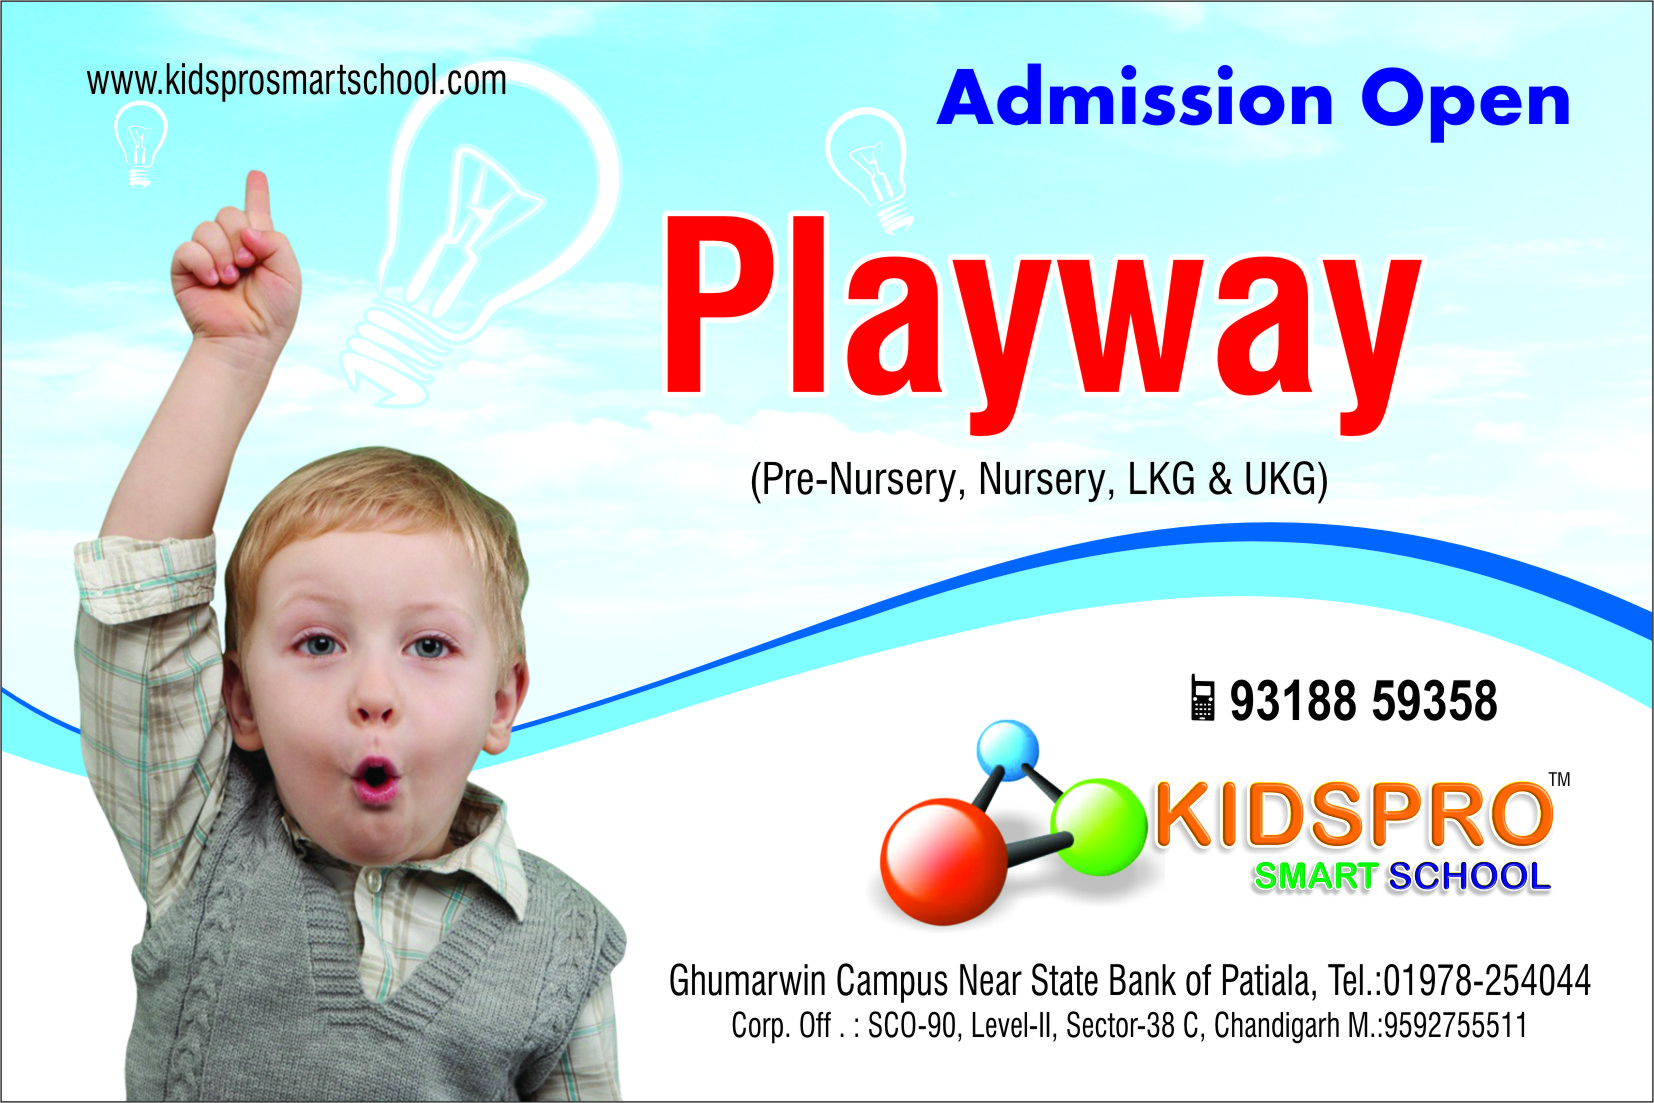 www.kidsprosmartschool.com
Admission Open
Playway
(Pre-Nursery, Nursery, LKG & UKG)
93188 59358
KIDSPRO™
SMART SCHOOL
Ghumarwin Campus Near State Bank of Patiala, Tel.:01978-254044
Corp. Off . : SCO-90, Level-II, Sector-38 C, Chandigarh M.:9592755511